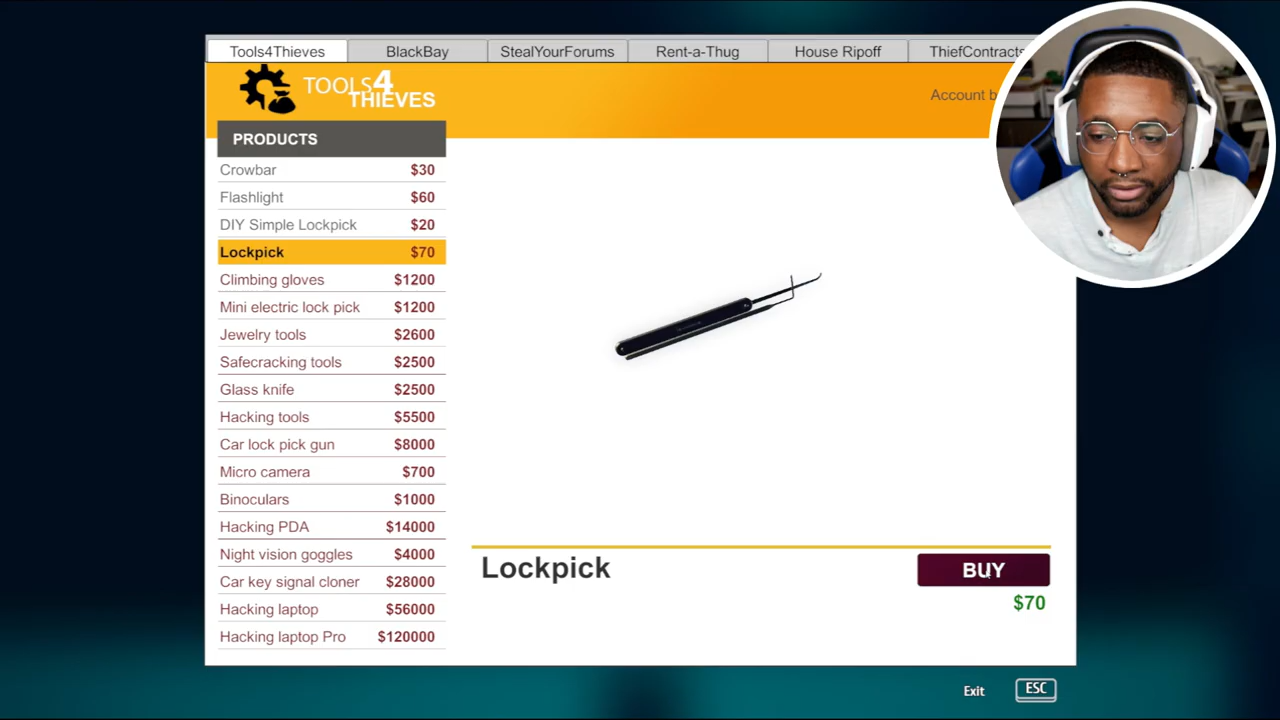 Tools4Thieves BlackBay StealYourForums Rent-a-Thug House Ripoff ThiefContracts
TOOLS4
THIEVES
Account
PRODUCTS
Crowbar $30
Flashlight $60
DIY Simple Lockpick $20
Lockpick $70
Climbing gloves $1200
Mini electric lock pick $1200
Jewelry tools $2600
Safecracking tools $2500
Glass knife $2500
Hacking tools $5500
Car lock pick gun $8000
Micro camera $700
Binoculars $1000
Hacking PDA $14000
Night vision goggles $4000
Car key signal cloner $28000
Hacking laptop $56000
Hacking laptop Pro $120000
Lockpick
BUY
$70
Exit ESC